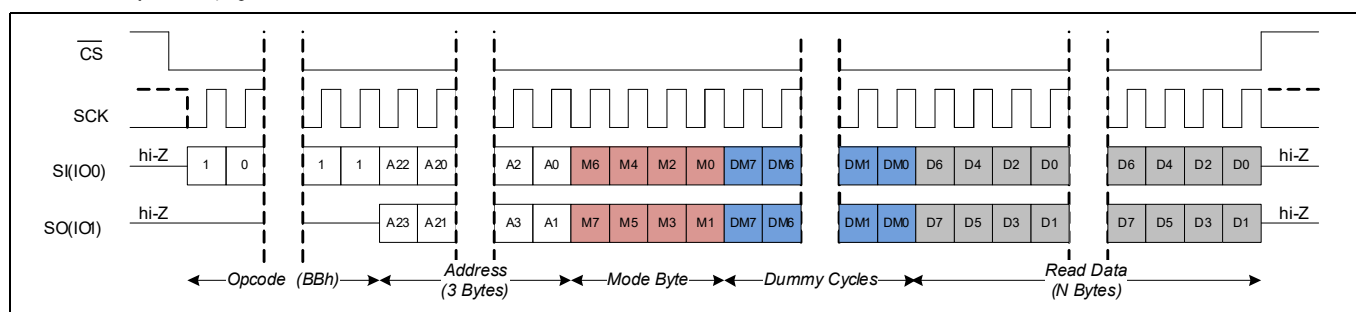 CS
SCK
hi-Z
SI(IO0)
1 0 1 1 A22 A20 A2 A0 M6 M4 M2 M0 DM7 DM6 DM1 DM0 D6 D4 D2 D0 D6 D4 D2 D0
hi-Z
hi-Z
SO(IO1)
A23 A21 A3 A1 M7 M5 M3 M1 DM7 DM6 DM1 DM0 D7 D5 D3 D1 D7 D5 D3 D1
hi-Z
Opcode (BBh)
Address
(3 Bytes)
Mode Byte
Dummy Cycles
Read Data
(N Bytes)